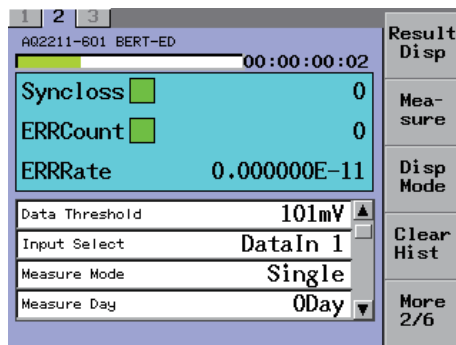 1 2 3
AQ2211-601 BERT-ED
00:00:00:02
Syncloss 0
ERRCount 0
ERRRate 0.000000E-11
Data Threshold 101mV
Input Select DataIn 1
Measure Mode Single
Measure Day 0Day
Result
Disp
Mea-
sure
Disp
Mode
Clear
Hist
More
2/6